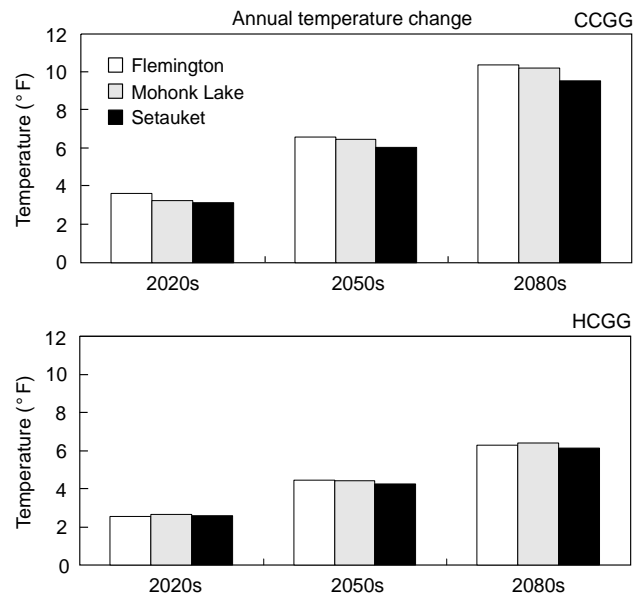 Annual temperature change
CCGG
Temperature (°F)
12
10
8
6
4
2
0
Flemington
Mohonk Lake
Setauket
2020s 2050s 2080s
HCGG
Temperature (°F)
12
10
8
6
4
2
0
2020s 2050s 2080s